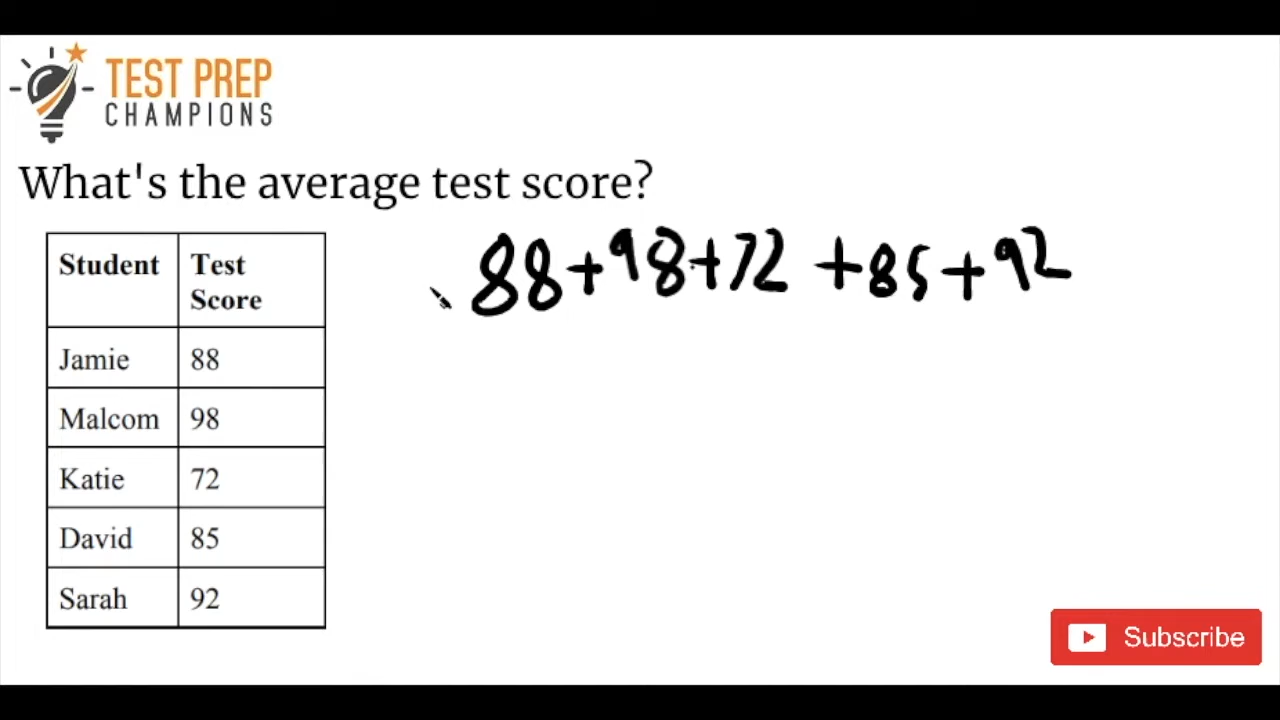 TEST PREP
CHAMPIONS
What's the average test score?
88+98+72 +85+92
Student Test Score
Jamie 88
Malcom 98
Katie 72
David 85
Sarah 92
Subscribe